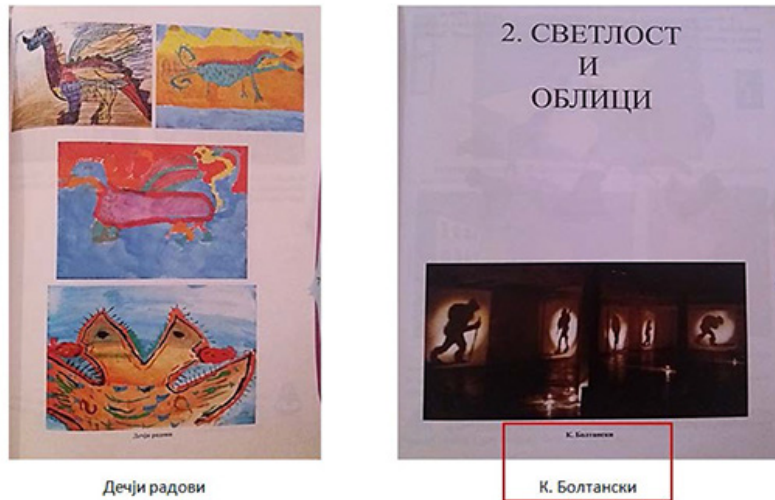 Дечји радови
Дечји радови
2. СВЕТЛОСТ
И
ОБЛИЦИ
К. Болтански
К. Болтански